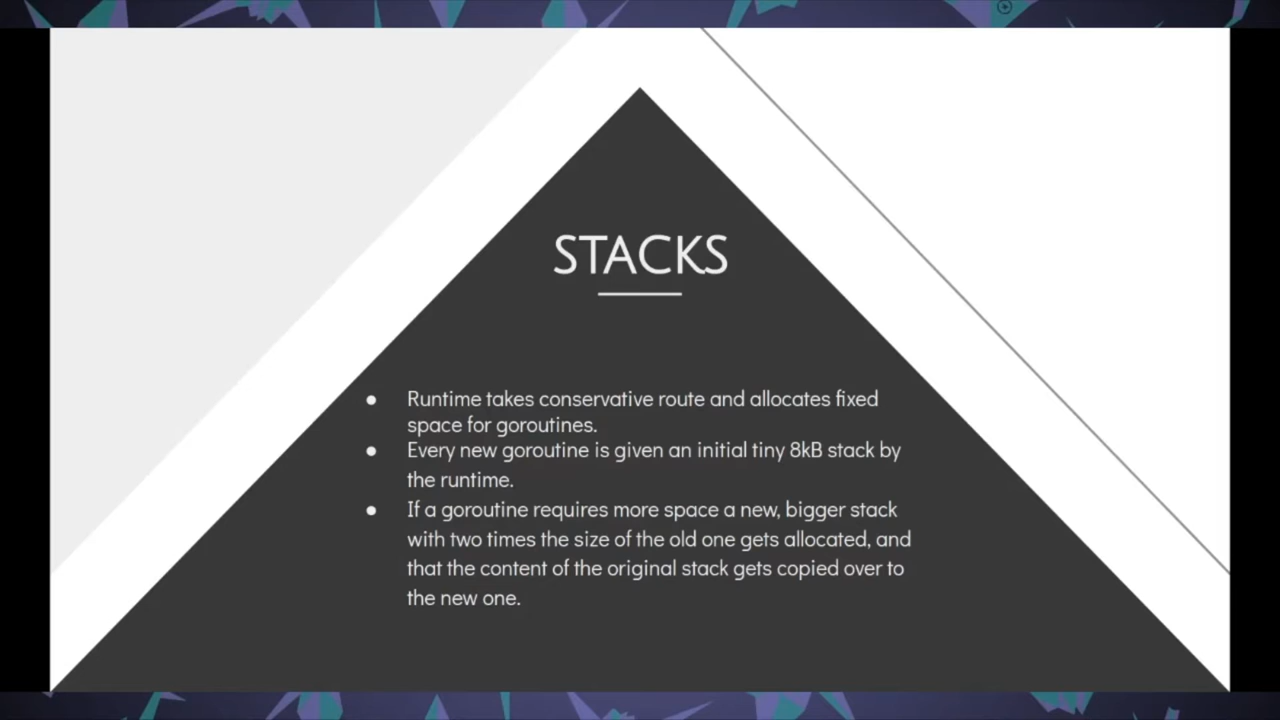 STACKS
● Runtime takes conservative route and allocates fixed
space for goroutines.
● Every new goroutine is given an initial tiny 8kB stack by
the runtime.
● If a goroutine requires more space a new, bigger stack
with two times the size of the old one gets allocated, and
that the content of the original stack gets copied over to
the new one.